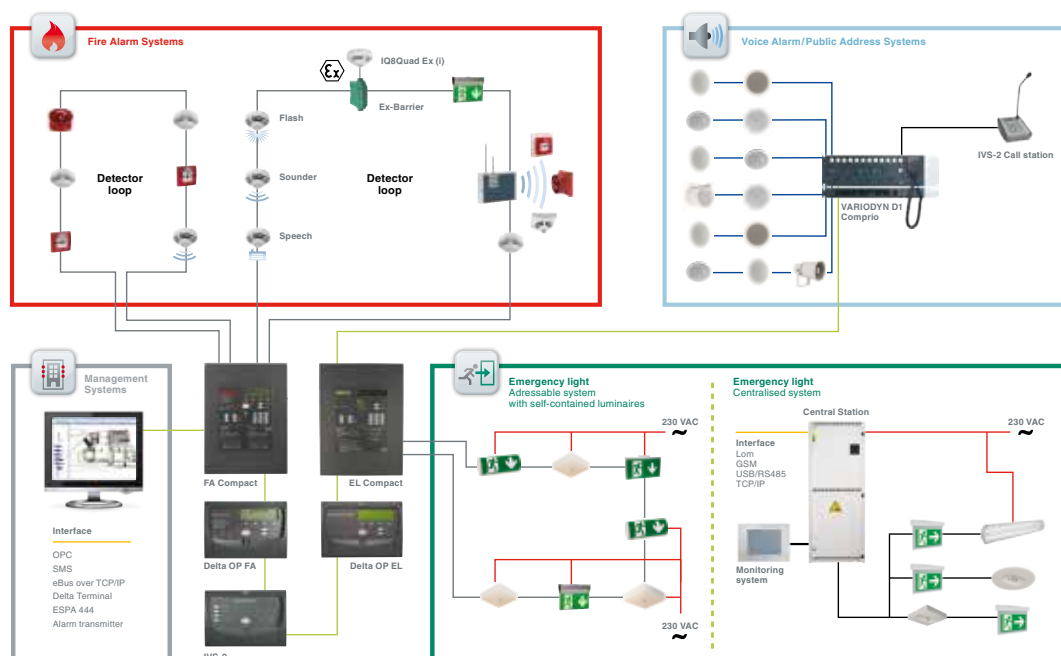 Fire Alarm Systems
Voice Alarm/Public Address Systems
IQ8Quad Ex (i)
Ex
Ex-Barrier
Flash
Detector
loop
Sounder
Detector
loop
Speech
IVS-2 Call station
VARIODYN D1
Comprio
Management
Systems
Interface
OPC
SMS
eBus over TCP/IP
Delta Terminal
ESPA 444
Alarm transmitter
FA Compact
EL Compact
Delta OP FA
Delta OP EL
IVS-2
Emergency light
Adressable system
with self-contained luminaires
230 VAC
~
230 VAC
~
Emergency light
Centralised system
Central Station
230 VAC
~
Interface
Lom
GSM
USB/RS485
TCP/IP
Monitoring
system